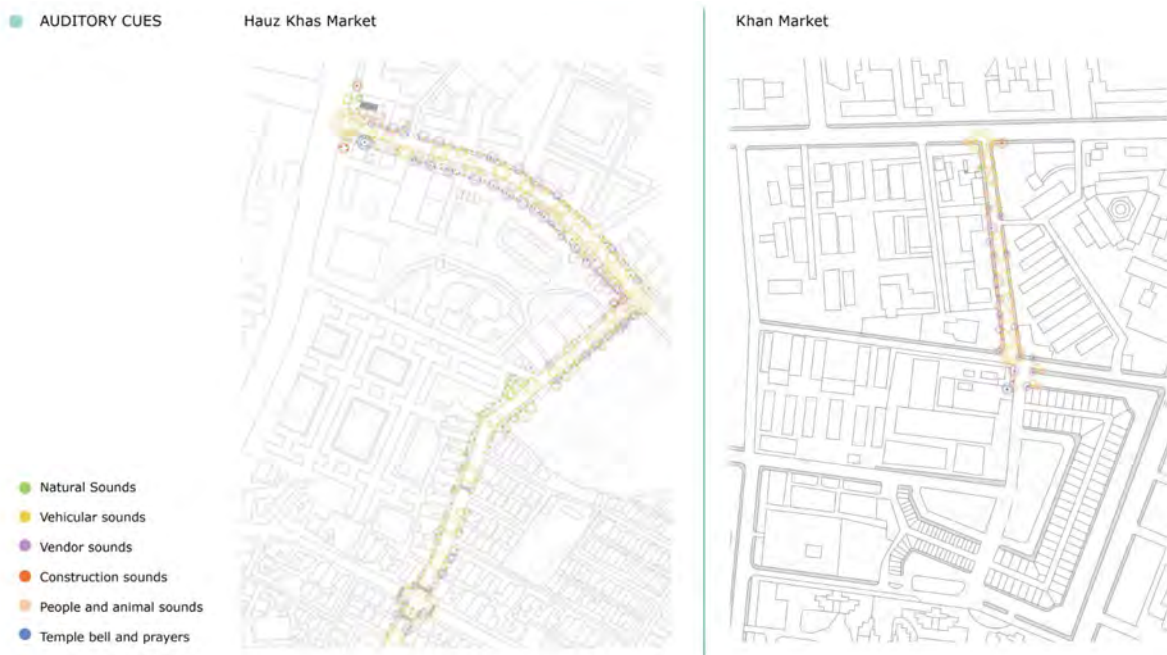 AUDITORY CUES
Hauz Khas Market
Khan Market
Natural Sounds
Vehicular sounds
Vendor sounds
Construction sounds
People and animal sounds
Temple bell and prayers